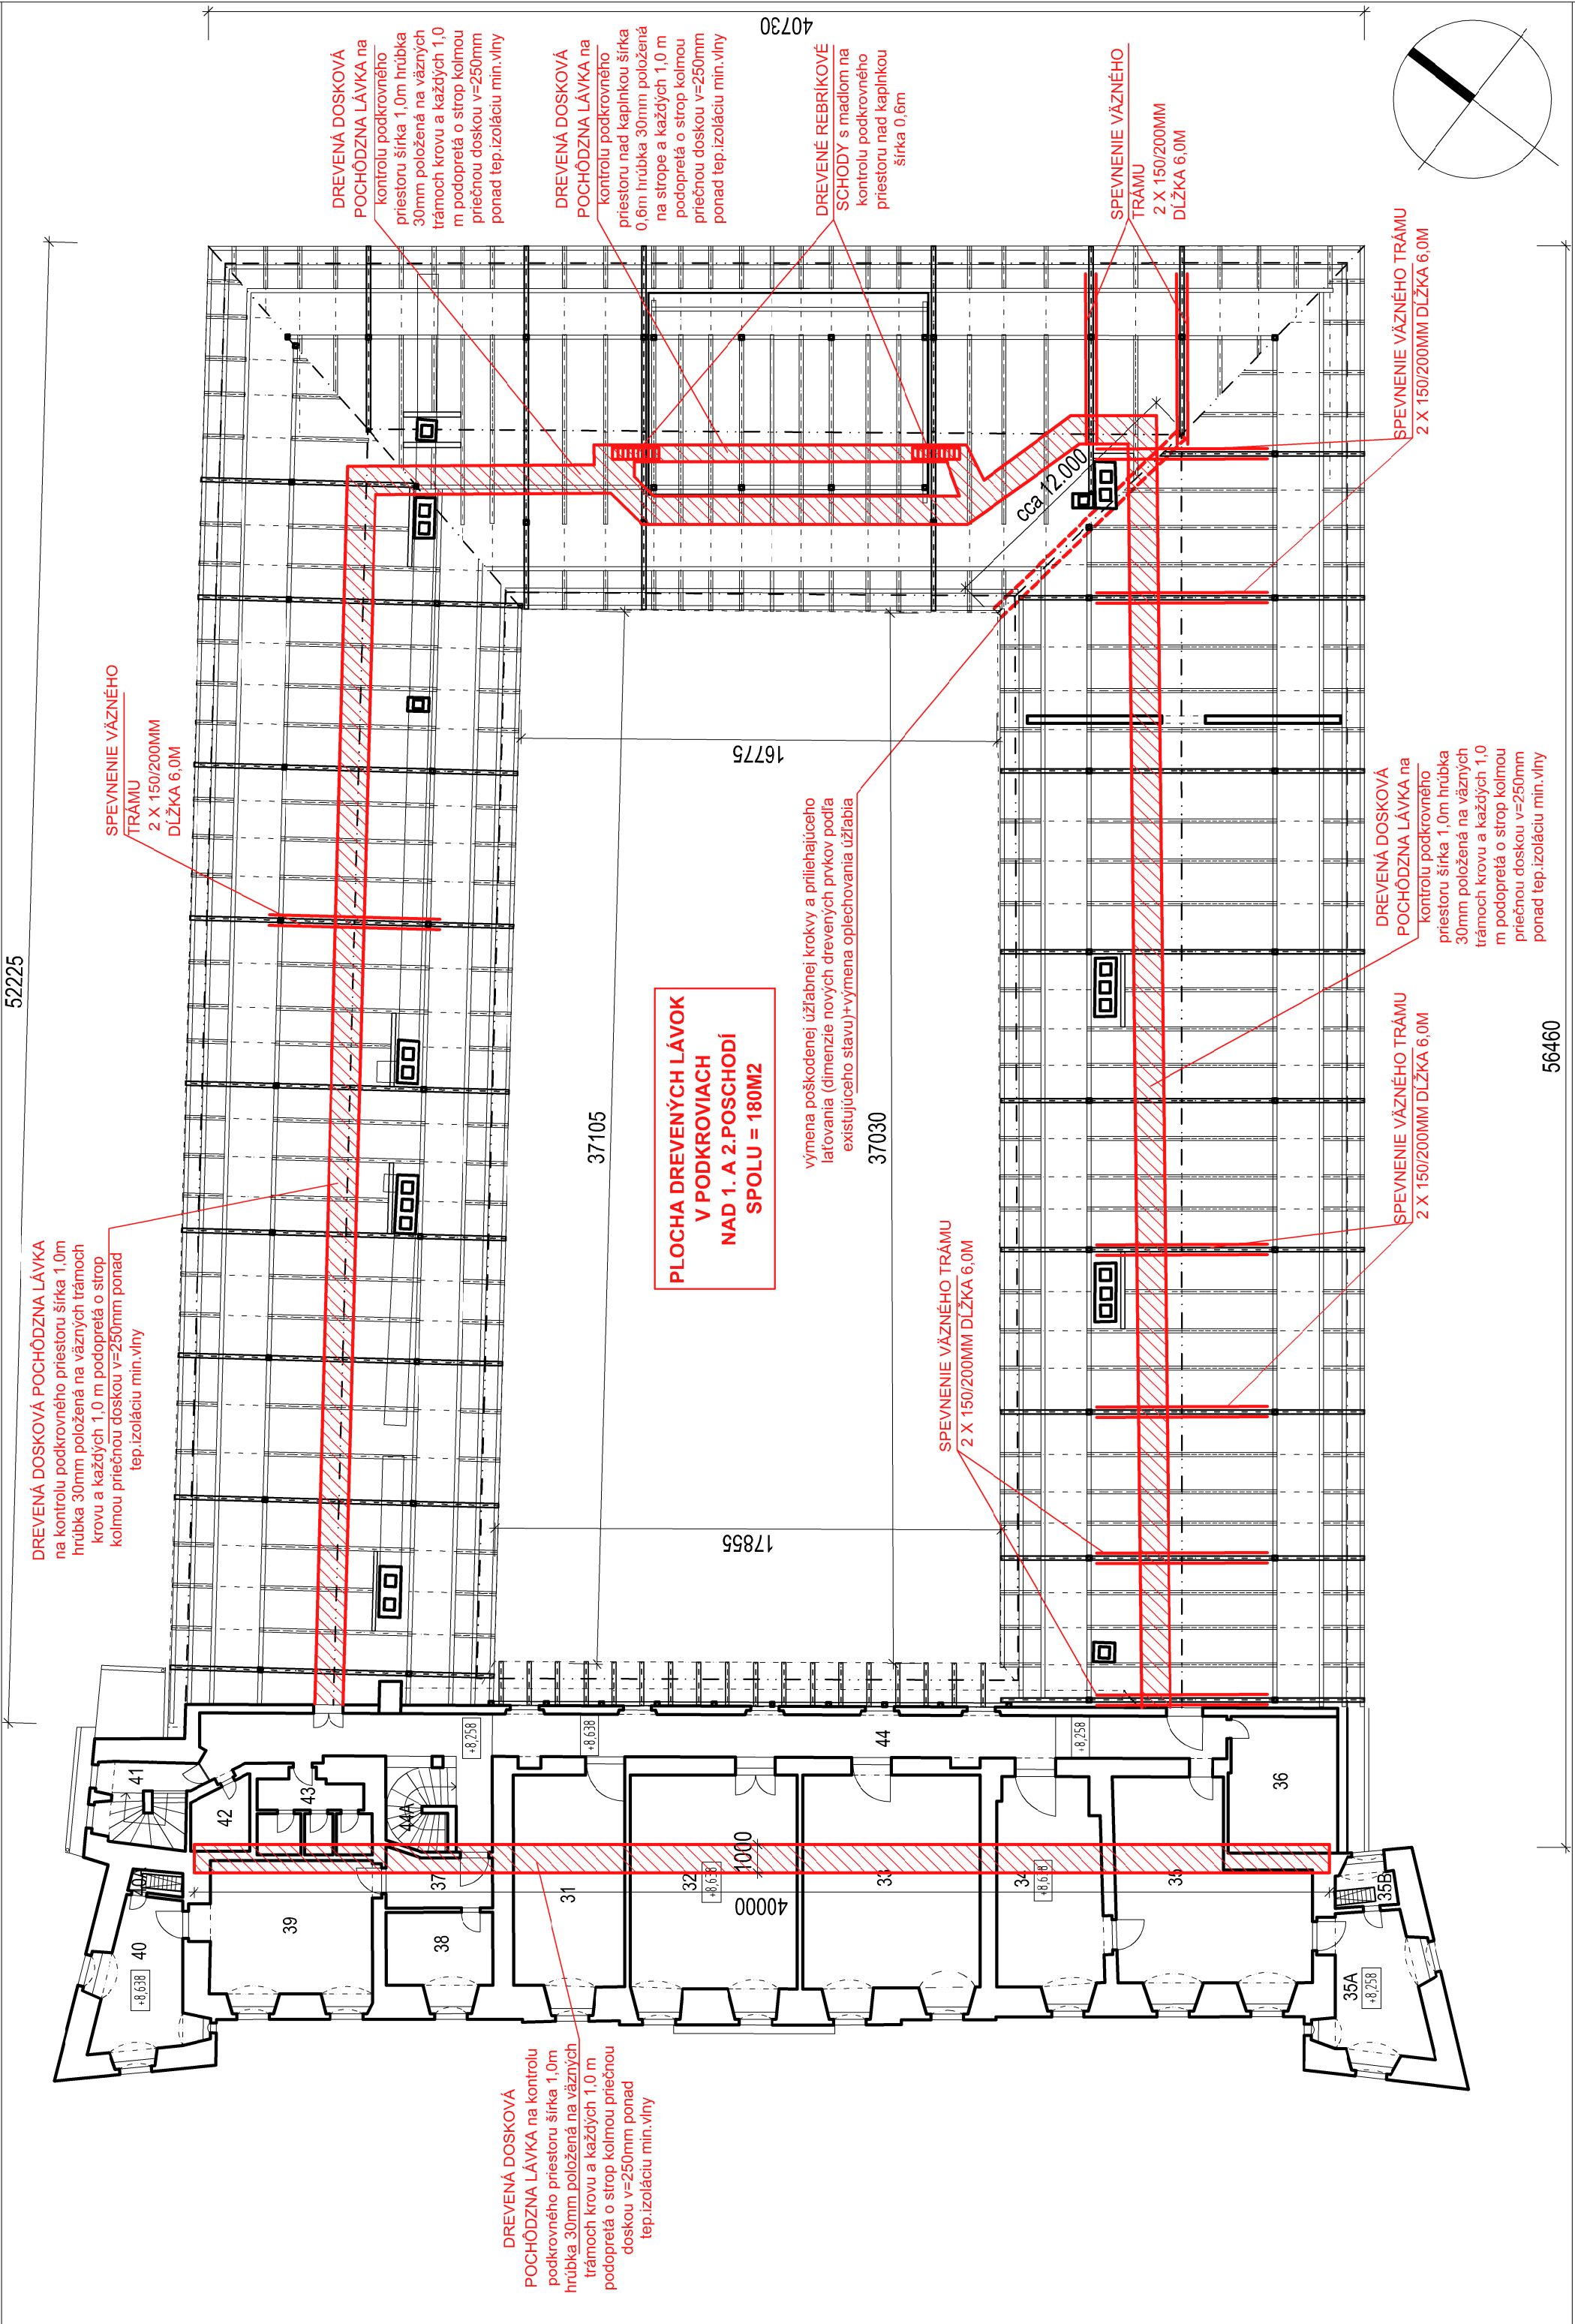 52225
40730
56460
DREVENÁ DOSKOVÁ POCHÔDZNA LÁVKA
na kontrolu podkrovného priestoru šírka 1,0m
hrúbka 30mm položená na väzných trámoch
krovu a každých 1,0 m podopretá o strop
kolmou priečnou doskou v=250mm ponad
tep.izoláciu min.vlny
SPEVNENIE VÄZNÉHO
TRÁMU
2 X 150/200MM
DĹŽKA 6,0M
DREVENÁ DOSKOVÁ
POCHÔDZNA LÁVKA na
kontrolu podkrovného
priestoru šírka 1,0m hrúbka
30mm položená na väzných
trámoch krovu a každých 1,0
m podopretá o strop kolmou
priečnou doskou v=250mm
ponad tep.izoláciu min.vlny
DREVENÁ DOSKOVÁ
POCHÔDZNA LÁVKA na
kontrolu podkrovného
priestoru nad kaplnkou šírka
0,6m hrúbka 30mm položená
na strope a každých 1,0 m
podopretá o strop kolmou
priečnou doskou v=250mm
ponad tep.izoláciu min.vlny
DREVENÉ REBRÍKOVÉ
SCHODY s madlom na
kontrolu podkrovného
priestoru nad kaplnkou
šírka 0,6m
SPEVNENIE VÄZNÉHO
TRÁMU
2 X 150/200MM
DĹŽKA 6,0M
SPEVNENIE VÄZNÉHO TRÁMU
2 X 150/200MM DĹŽKA 6,0M
cca 12.000
16775
37105
PLOCHA DREVENÝCH LÁVOK
V PODKROVIACH
NAD 1. A 2.POSCHODÍ
SPOLU = 180M2
výmena poškodenej úžľabnej krokvy a priliehajúceho
laťovania (dimenzie nových drevených prvkov podľa
existujúceho stavu)+výmena oplechovania úžľabia
37030
17855
DREVENÁ DOSKOVÁ
POCHÔDZNA LÁVKA na
kontrolu podkrovného
priestoru šírka 1,0m hrúbka
30mm položená na väzných
trámoch krovu a každých 1,0
m podopretá o strop kolmou
priečnou doskou v=250mm
ponad tep.izoláciu min.vlny
SPEVNENIE VÄZNÉHO TRÁMU
2 X 150/200MM DĹŽKA 6,0M
SPEVNENIE VÄZNÉHO TRÁMU
2 X 150/200MM DĹŽKA 6,0M
41
42
43
44A
+8,258
+8,638
44
+8,258
36
40
+8,638
39
37
38
31
32
+8,638
1000
40000
33
34
+8,638
35
35B
35A
+8,258
DREVENÁ DOSKOVÁ
POCHÔDZNA LÁVKA na kontrolu
podkrovného priestoru šírka 1,0m
hrúbka 30mm položená na väzných
trámoch krovu a každých 1,0 m
podopretá o strop kolmou priečnou
doskou v=250mm ponad
tep.izoláciu min.vlny